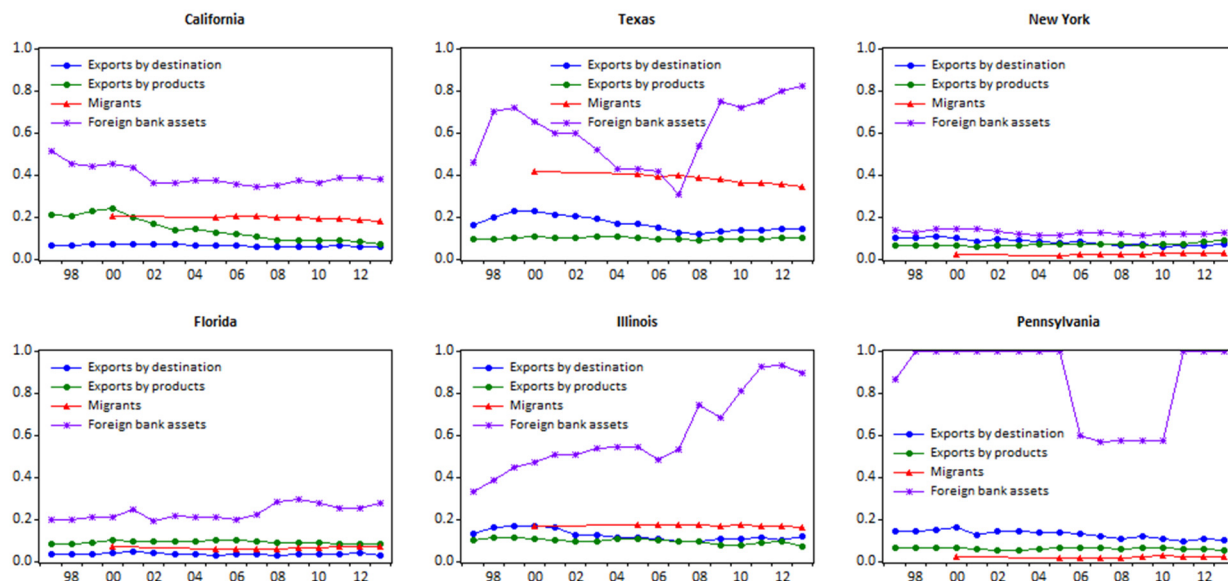 California
1.0
0.8
0.6
0.4
0.2
0.0
Exports by destination
Exports by products
Migrants
Foreign bank assets
98 00 02 04 06 08 10 12
Texas
1.0
0.8
0.6
0.4
0.2
0.0
Exports by destination
Exports by products
Migrants
Foreign bank assets
98 00 02 04 06 08 10 12
New York
1.0
0.8
0.6
0.4
0.2
0.0
Exports by destination
Exports by products
Migrants
Foreign bank assets
98 00 02 04 06 08 10 12
Florida
1.0
0.8
0.6
0.4
0.2
0.0
Exports by destination
Exports by products
Migrants
Foreign bank assets
98 00 02 04 06 08 10 12
Illinois
1.0
0.8
0.6
0.4
0.2
0.0
Exports by destination
Exports by products
Migrants
Foreign bank assets
98 00 02 04 06 08 10 12
Pennsylvania
1.0
0.8
0.6
0.4
0.2
0.0
Exports by destination
Exports by products
Migrants
Foreign bank assets
98 00 02 04 06 08 10 12